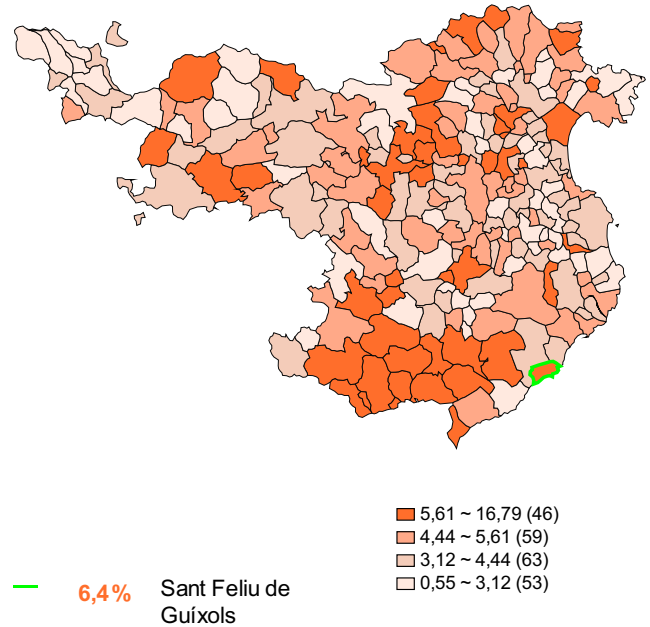 5,61 ~ 16,79 (46)
4,44 ~ 5,61 (59)
3,12 ~ 4,44 (63)
0,55 ~ 3,12 (53)
6,4% Sant Feliu de
Guíxols